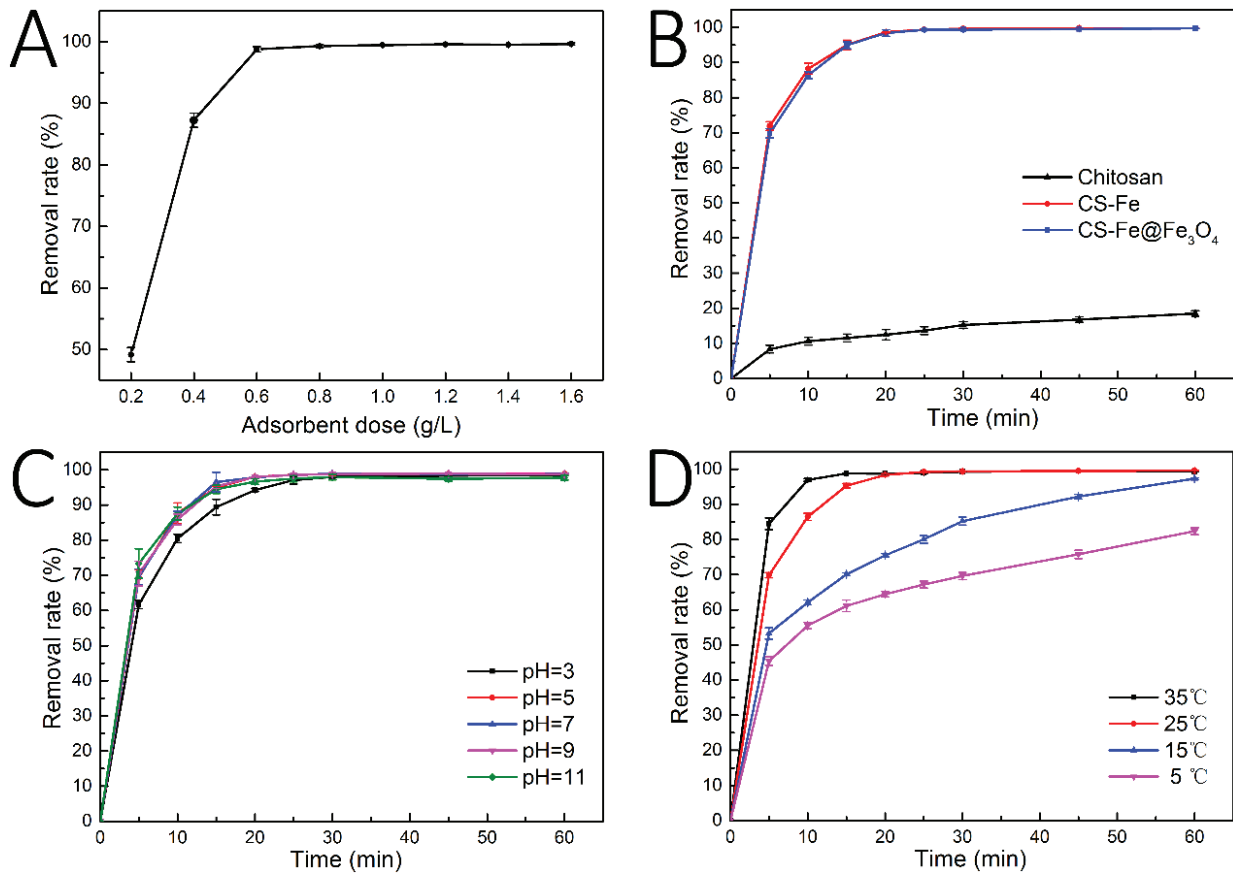 A
Removal rate (%)
100
90
80
70
60
50
0.2 0.4 0.6 0.8 1.0 1.2 1.4 1.6
Adsorbent dose (g/L)
B
Removal rate (%)
100
90
80
70
60
50
40
30
20
10
0
Chitosan
CS-Fe
CS-Fe@Fe₃O₄
0 10 20 30 40 50 60
Time (min)
C
Removal rate (%)
100
90
80
70
60
50
40
30
20
10
0
pH=3
pH=5
pH=7
pH=9
pH=11
0 10 20 30 40 50 60
Time (min)
D
Removal rate (%)
100
90
80
70
60
50
40
30
20
10
0
35℃
25℃
15℃
5 ℃
0 10 20 30 40 50 60
Time (min)